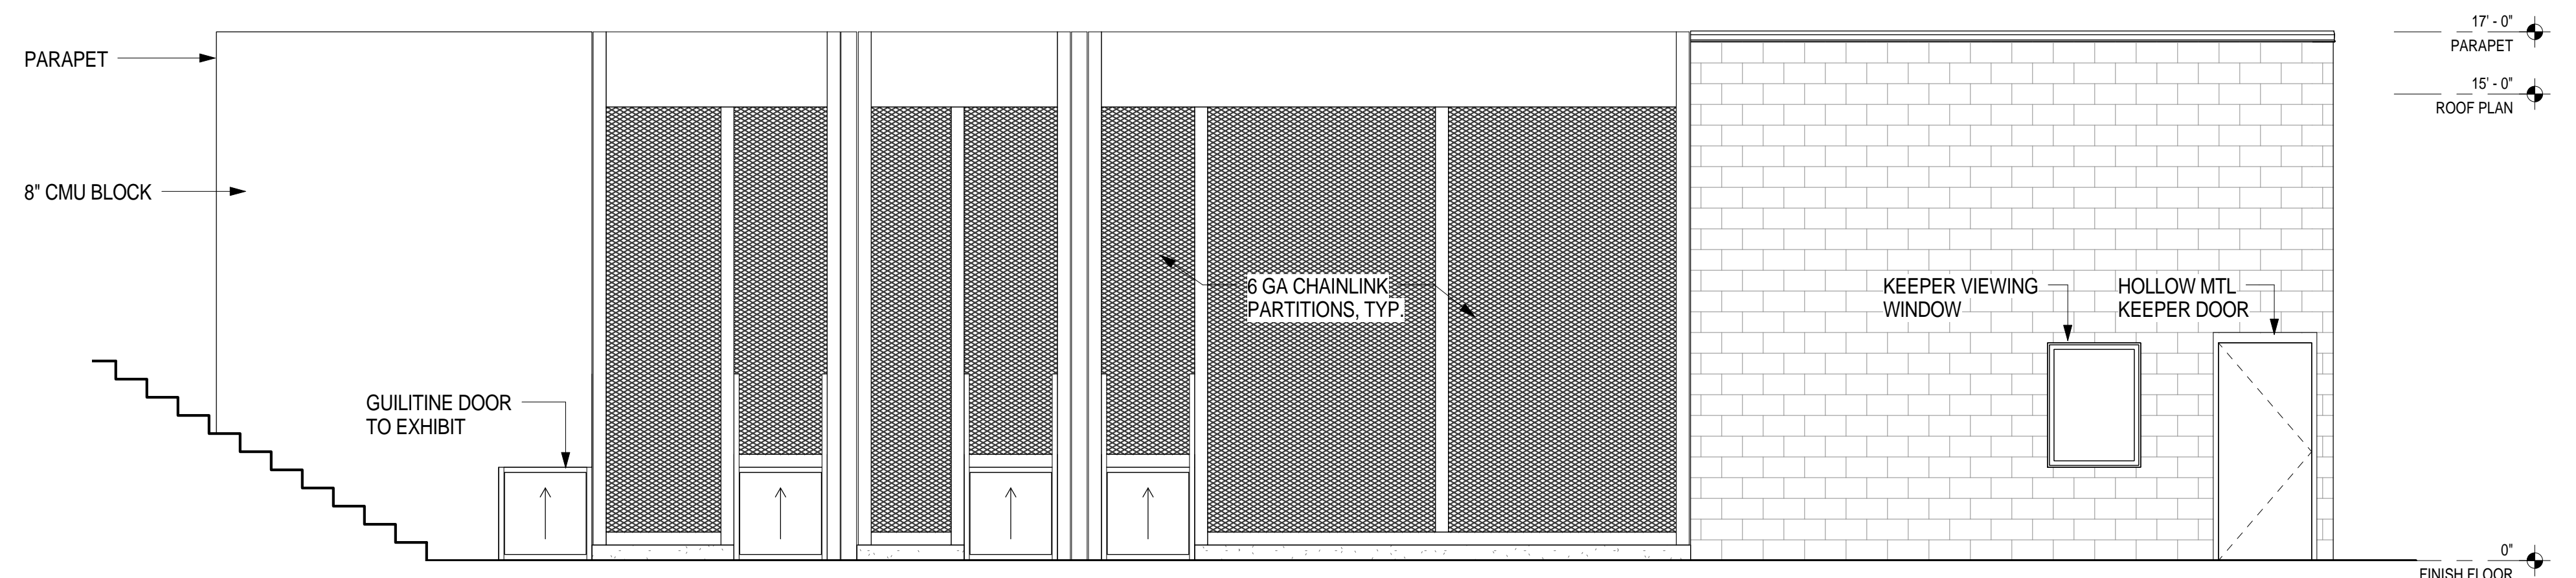 PARAPET
8" CMU BLOCK
GUILITINE DOOR
TO EXHIBIT
6 GA CHAINLINK
PARTITIONS, TYP.
KEEPER VIEWING
WINDOW
HOLLOW MTL
KEEPER DOOR
17' - 0"
PARAPET
15' - 0"
ROOF PLAN
0"
FINISH FLOOR